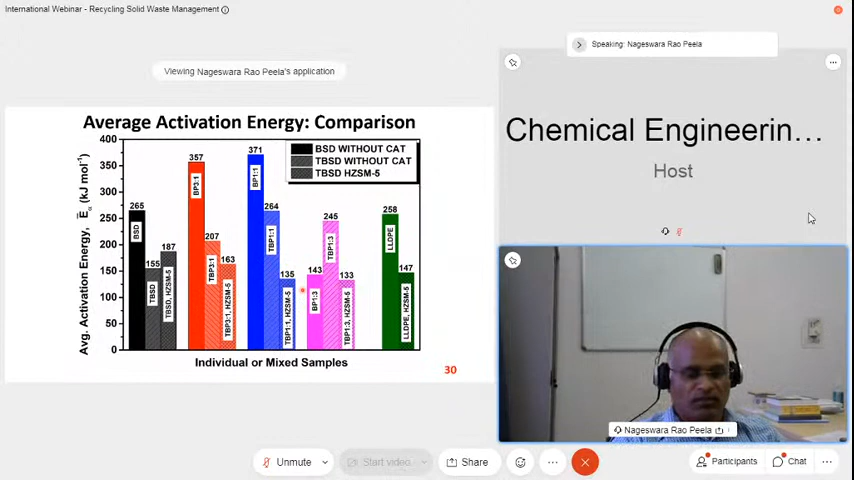 International Webinar - Recycling Solid Waste Management
Speaking: Nageswara Rao Peela
Viewing Nageswara Rao Peela's application
Average Activation Energy: Comparison
Avg. Activation Energy, Ēα (kJ mol⁻¹)
400
350
300
250
200
150
100
50
0
BSD WITHOUT CAT
TBSD WITHOUT CAT
TBSD HZSM-5
265 155 187
357 207 163
371 264 135
143 245 133
258 147
BSD
TBSD
TBSD, HZSM-5
BP3:1
TBP3:1
TBP3:1, HZSM-5
BP1:1
TBP1:1
TBP1:1, HZSM-5
BP1:3
TBP1:3
TBP1:3, HZSM-5
LLDPE
LLDPE, HZSM-5
Individual or Mixed Samples
30
Chemical Engineerin...
Host
Nageswara Rao Peela
Unmute
Start video
Share
Participants
Chat